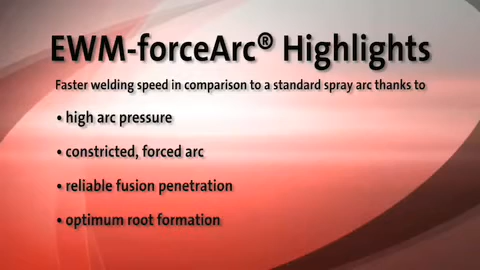 EWM-forceArc® Highlights
Faster welding speed in comparison to a standard spray arc thanks to
• high arc pressure
• constricted, forced arc
• reliable fusion penetration
• optimum root formation